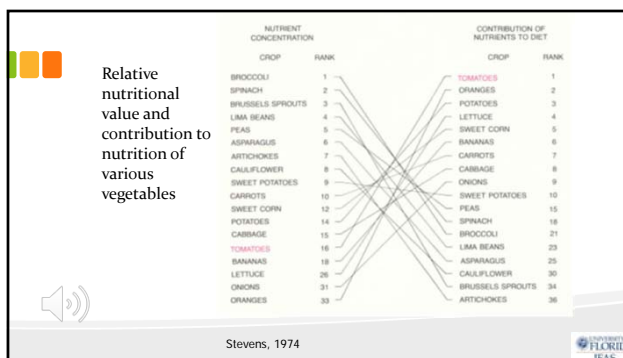 Relative
nutritional
value and
contribution to
nutrition of
various
vegetables
NUTRIENT
CONCENTRATION
CROP RANK
BROCCOLI 1
SPINACH 2
BRUSSELS SPROUTS 3
LIMA BEANS 4
PEAS 5
ASPARAGUS 6
ARTICHOKES 7
CAULIFLOWER 8
SWEET POTATOES 9
CARROTS 10
SWEET CORN 12
POTATOES 14
CABBAGE 15
TOMATOES 16
BANANAS 18
LETTUCE 26
ONIONS 31
ORANGES 33
CONTRIBUTION OF
NUTRIENTS TO DIET
CROP RANK
TOMATOES 1
ORANGES 2
POTATOES 3
LETTUCE 4
SWEET CORN 5
BANANAS 6
CARROTS 7
CABBAGE 8
ONIONS 9
SWEET POTATOES 10
PEAS 15
SPINACH 18
BROCCOLI 21
LIMA BEANS 23
ASPARAGUS 25
CAULIFLOWER 30
BRUSSELS SPROUTS 34
ARTICHOKES 36
Stevens, 1974
UNIVERSITY
FLORID
IFAS